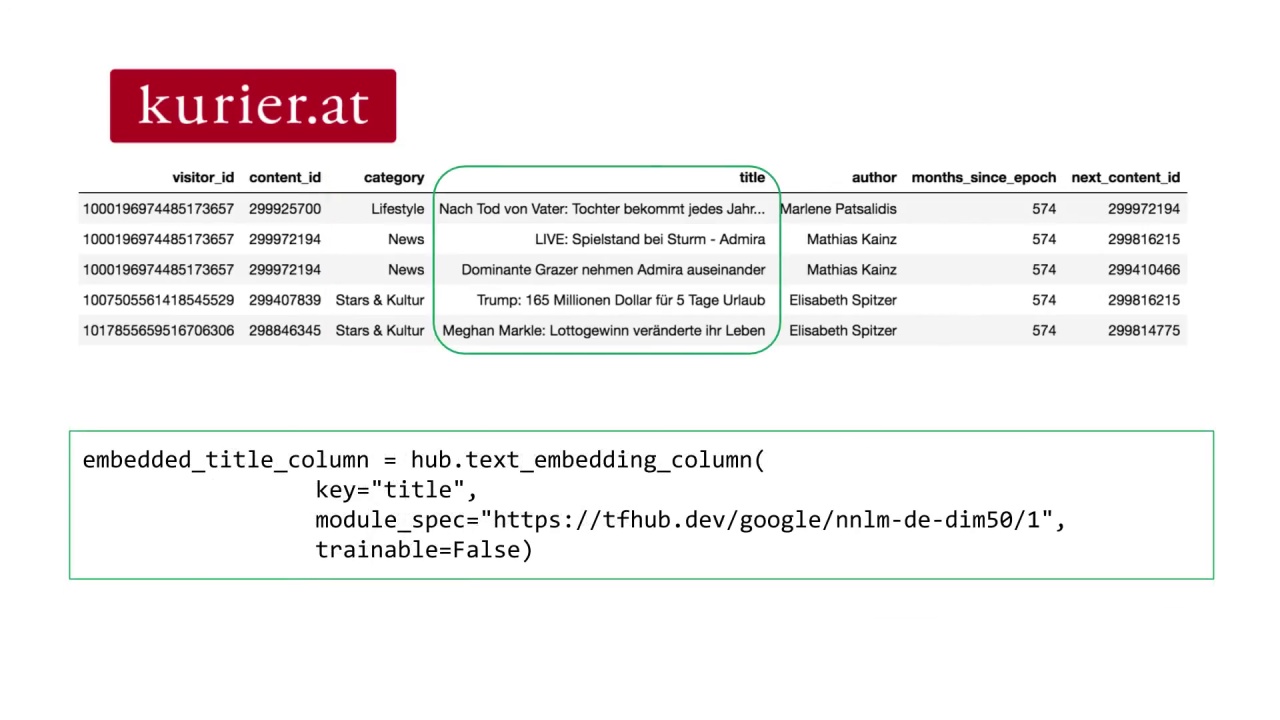 kurier.at
visitor_id content_id category title author months_since_epoch next_content_id
1000196974485173657 299925700 Lifestyle Nach Tod von Vater: Tochter bekommt jedes Jahr... Marlene Patsalidis 574 299972194
1000196974485173657 299972194 News LIVE: Spielstand bei Sturm - Admira Mathias Kainz 574 299816215
1000196974485173657 299972194 News Dominante Grazer nehmen Admira auseinander Mathias Kainz 574 299410466
1007505561418545529 299407839 Stars & Kultur Trump: 165 Millionen Dollar für 5 Tage Urlaub Elisabeth Spitzer 574 299816215
1017855659516706306 298846345 Stars & Kultur Meghan Markle: Lottogewinn veränderte ihr Leben Elisabeth Spitzer 574 299814775
embedded_title_column = hub.text_embedding_column(
key="title",
module_spec="https://tfhub.dev/google/nnlm-de-dim50/1",
trainable=False)